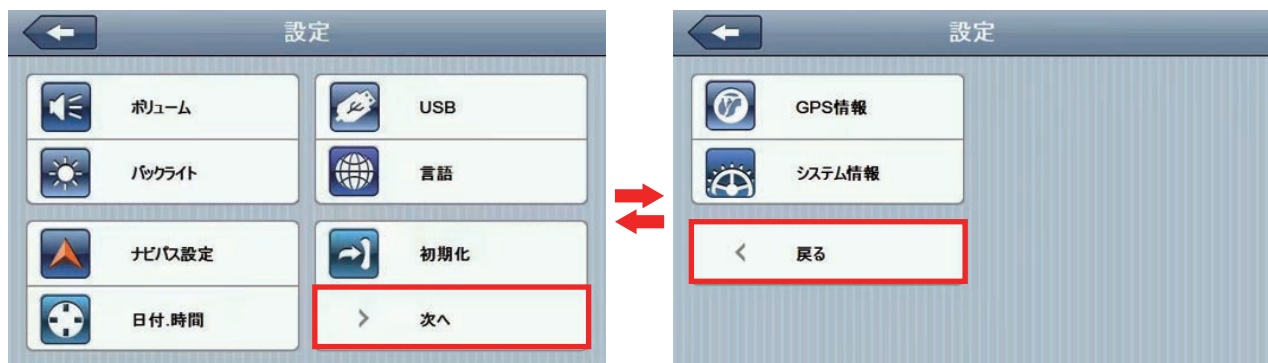 設定
ボリューム
バックライト
ナビパス設定
日付.時間
USB
言語
初期化
次へ
設定
GPS情報
システム情報
戻る